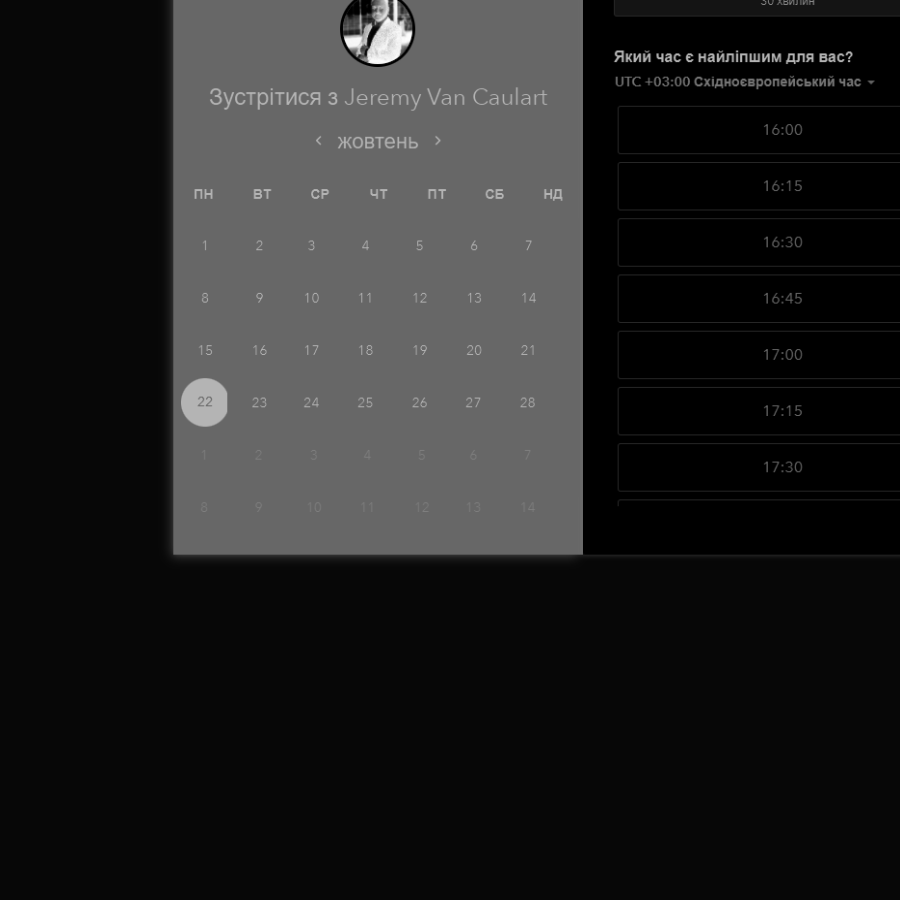 30 хвилин
Зустрітися з Jeremy Van Caulart
жовтень
ПН ВТ СР ЧТ ПТ СБ НД
1 2 3 4 5 6 7
8 9 10 11 12 13 14
15 16 17 18 19 20 21
22 23 24 25 26 27 28
1 2 3 4 5 6 7
8 9 10 11 12 13 14
Який час є найліпшим для вас?
UTC +03:00 Східноєвропейський час
16:00
16:15
16:30
16:45
17:00
17:15
17:30